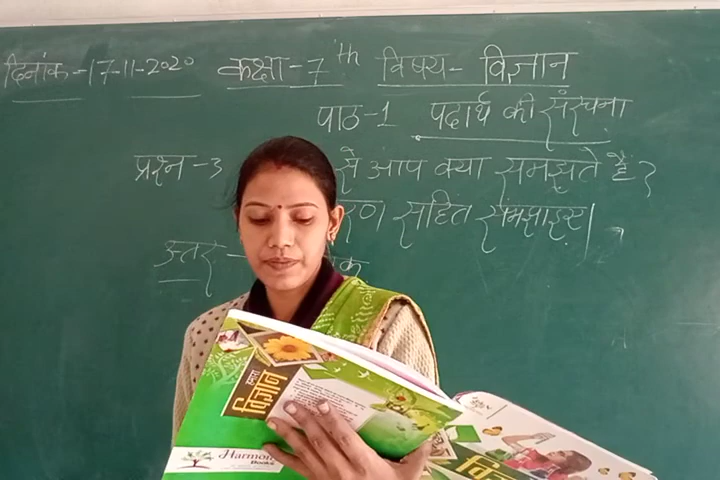 दिनांक - 17-11-2020 कक्षा - 7th विषय - विज्ञान
पाठ-1 पदार्थ की संरचना
प्रश्न -3 से आप क्या समझते है?
सहित समझाइए।
उत्तर -
हमारा
विज्ञान
Harmony
Books